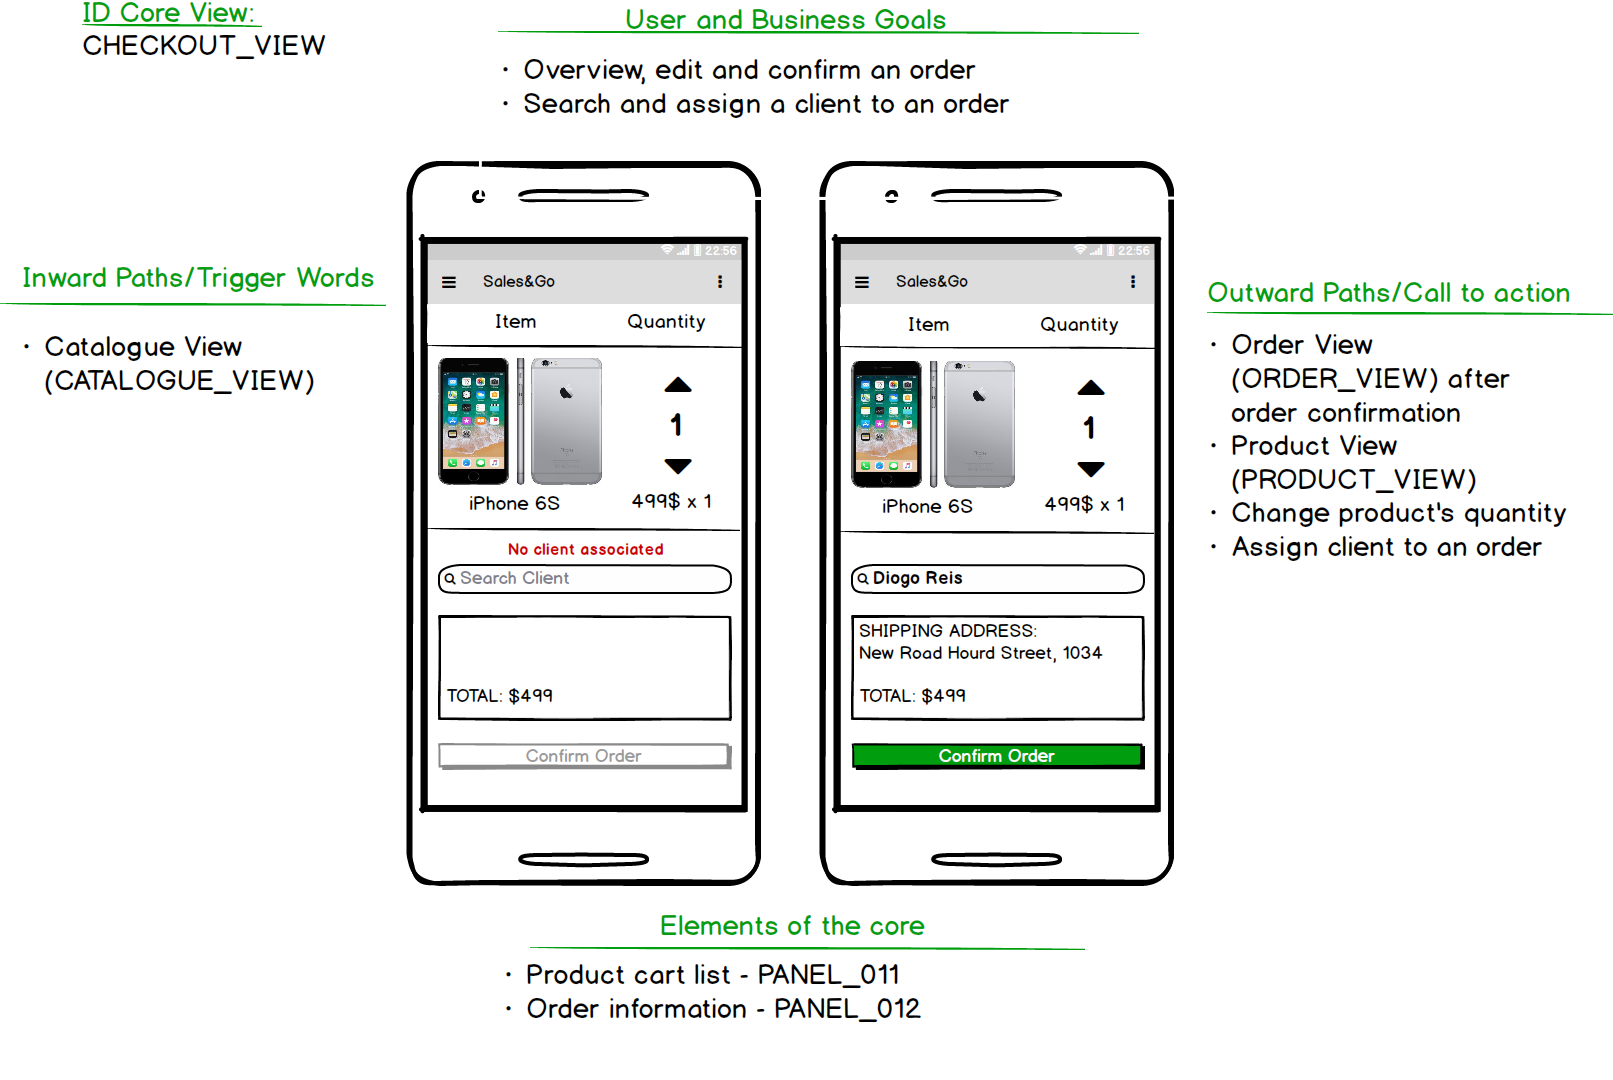 ID Core View:
CHECKOUT_VIEW
User and Business Goals
· Overview, edit and confirm an order
· Search and assign a client to an order
Inward Paths/Trigger Words
· Catalogue View
(CATALOGUE_VIEW)
22:56
Sales&Go
Item Quantity
1
iPhone 6S 499$ x 1
No client associated
Search Client
TOTAL: $499
Confirm Order
22:56
Sales&Go
Item Quantity
1
iPhone 6S 499$ x 1
Diogo Reis
SHIPPING ADDRESS:
New Road Hourd Street, 1034
TOTAL: $499
Confirm Order
Outward Paths/Call to action
· Order View
(ORDER_VIEW) after
order confirmation
· Product View
(PRODUCT_VIEW)
· Change product's quantity
· Assign client to an order
Elements of the core
· Product cart list - PANEL_011
· Order information - PANEL_012